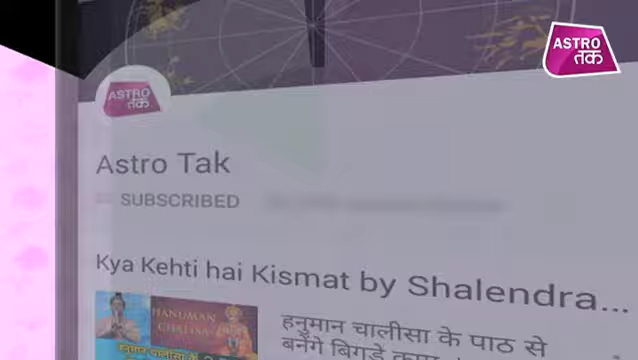 ASTRO
तक
ASTRO
तक
Astro Tak
SUBSCRIBED
Kya Kehti hai Kismat by Shalendra...
HANUMAN
CHALISA
हनुमान चालीसा के पाठ से
बनेंगे बिगड़े काम